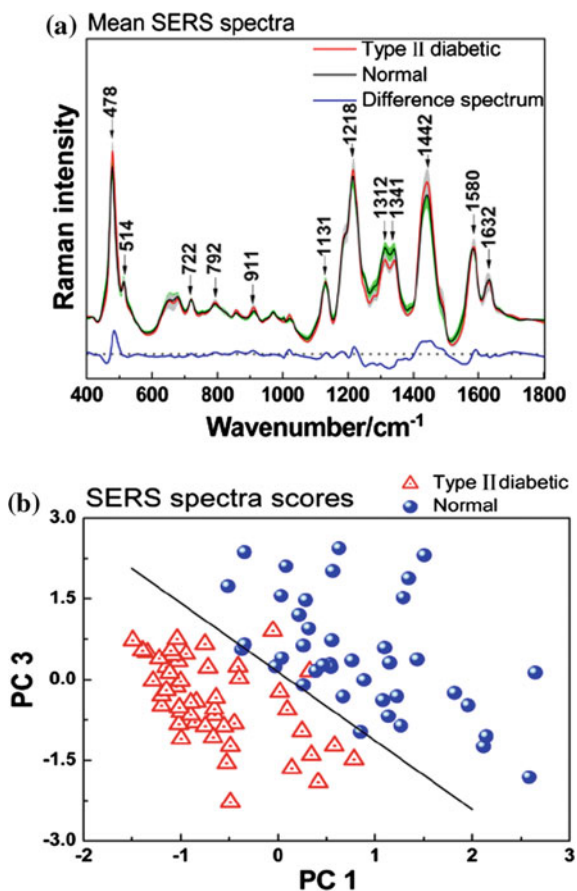 (a) Mean SERS spectra
Type II diabetic
Normal
Difference spectrum
478
514
722
792
911
1131
1218
1312
1341
1442
1580
1632
Raman intensity
400 600 800 1000 1200 1400 1600 1800
Wavenumber/cm-1
(b) SERS spectra scores
Type II diabetic
Normal
3.0
1.5
0.0
-1.5
-3.0
PC 3
-2 -1 0 1 2 3
PC 1